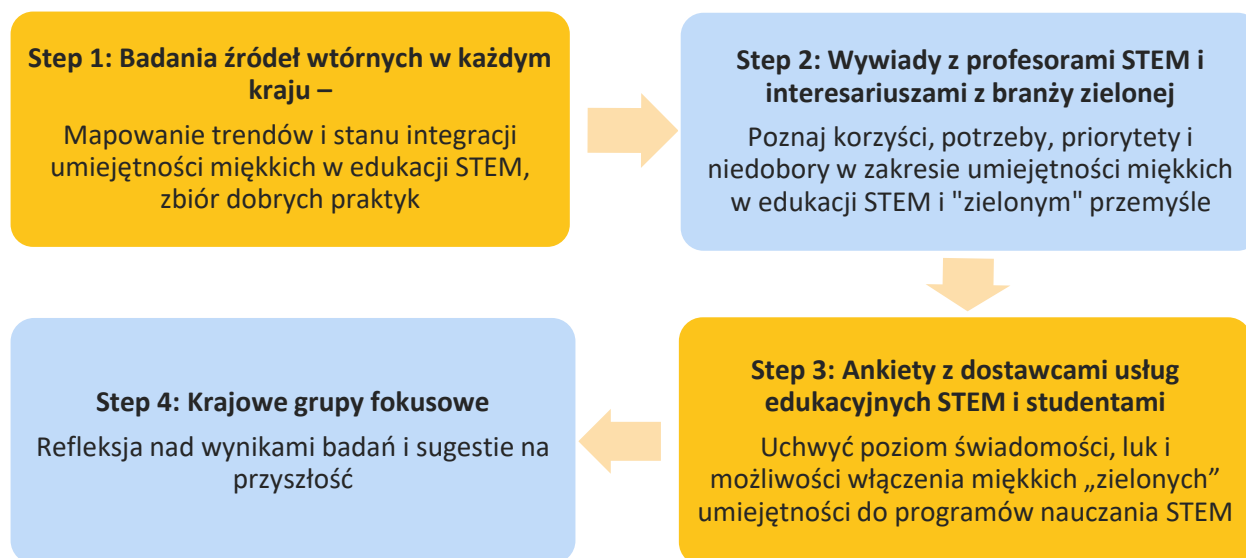 Step 1: Badania źródeł wtórnych w każdym
kraju –
Mapowanie trendów i stanu integracji
umiejętności miękkich w edukacji STEM,
zbiór dobrych praktyk
Step 2: Wywiady z profesorami STEM i
interesariuszami z branży zielonej
Poznaj korzyści, potrzeby, priorytety i
niedobory w zakresie umiejętności miękkich
w edukacji STEM i "zielonym" przemyśle
Step 3: Ankiety z dostawcami usług
edukacyjnych STEM i studentami
Uchwyć poziom świadomości, luk i
możliwości włączenia miękkich „zielonych”
umiejętności do programów nauczania STEM
Step 4: Krajowe grupy fokusowe
Refleksja nad wynikami badań i sugestie na
przyszłość